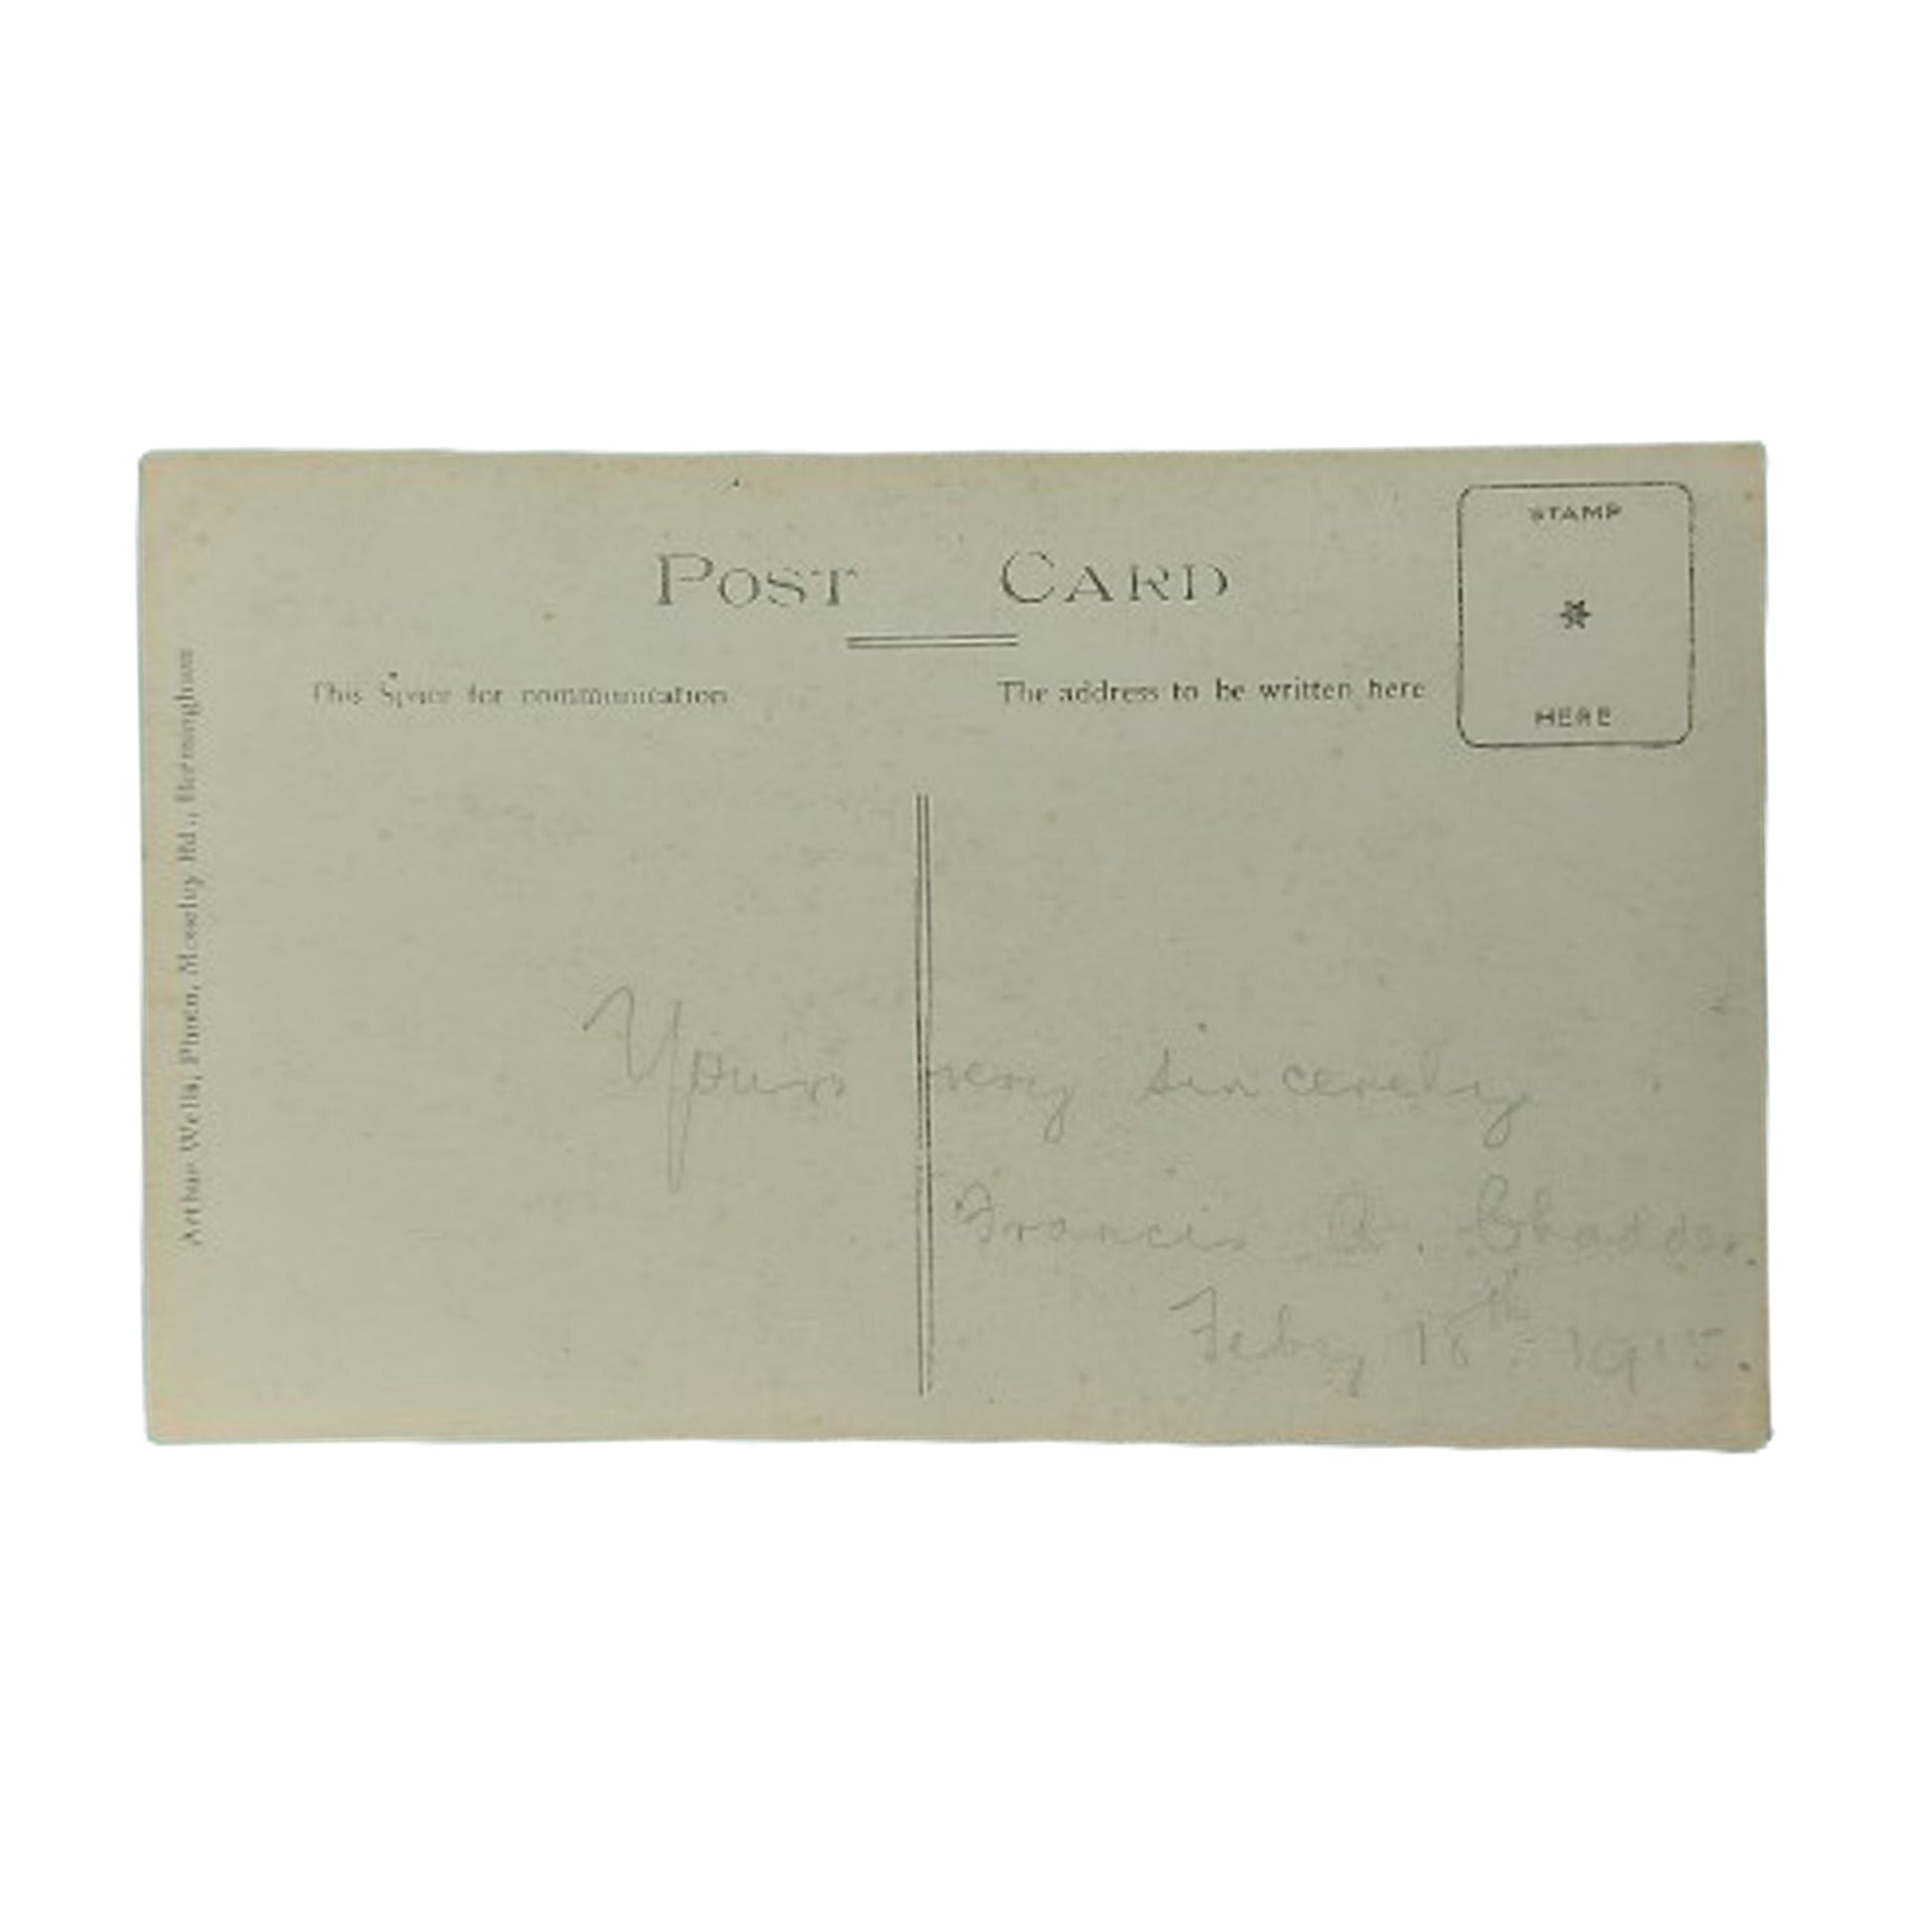 POST CARD
STAMP
HERE
This Space for communication
The address to be written here
Arthur Wells, Photo, Moseley Rd., Birmingham
Yours very sincerely
Francis A.
Feby 1915.